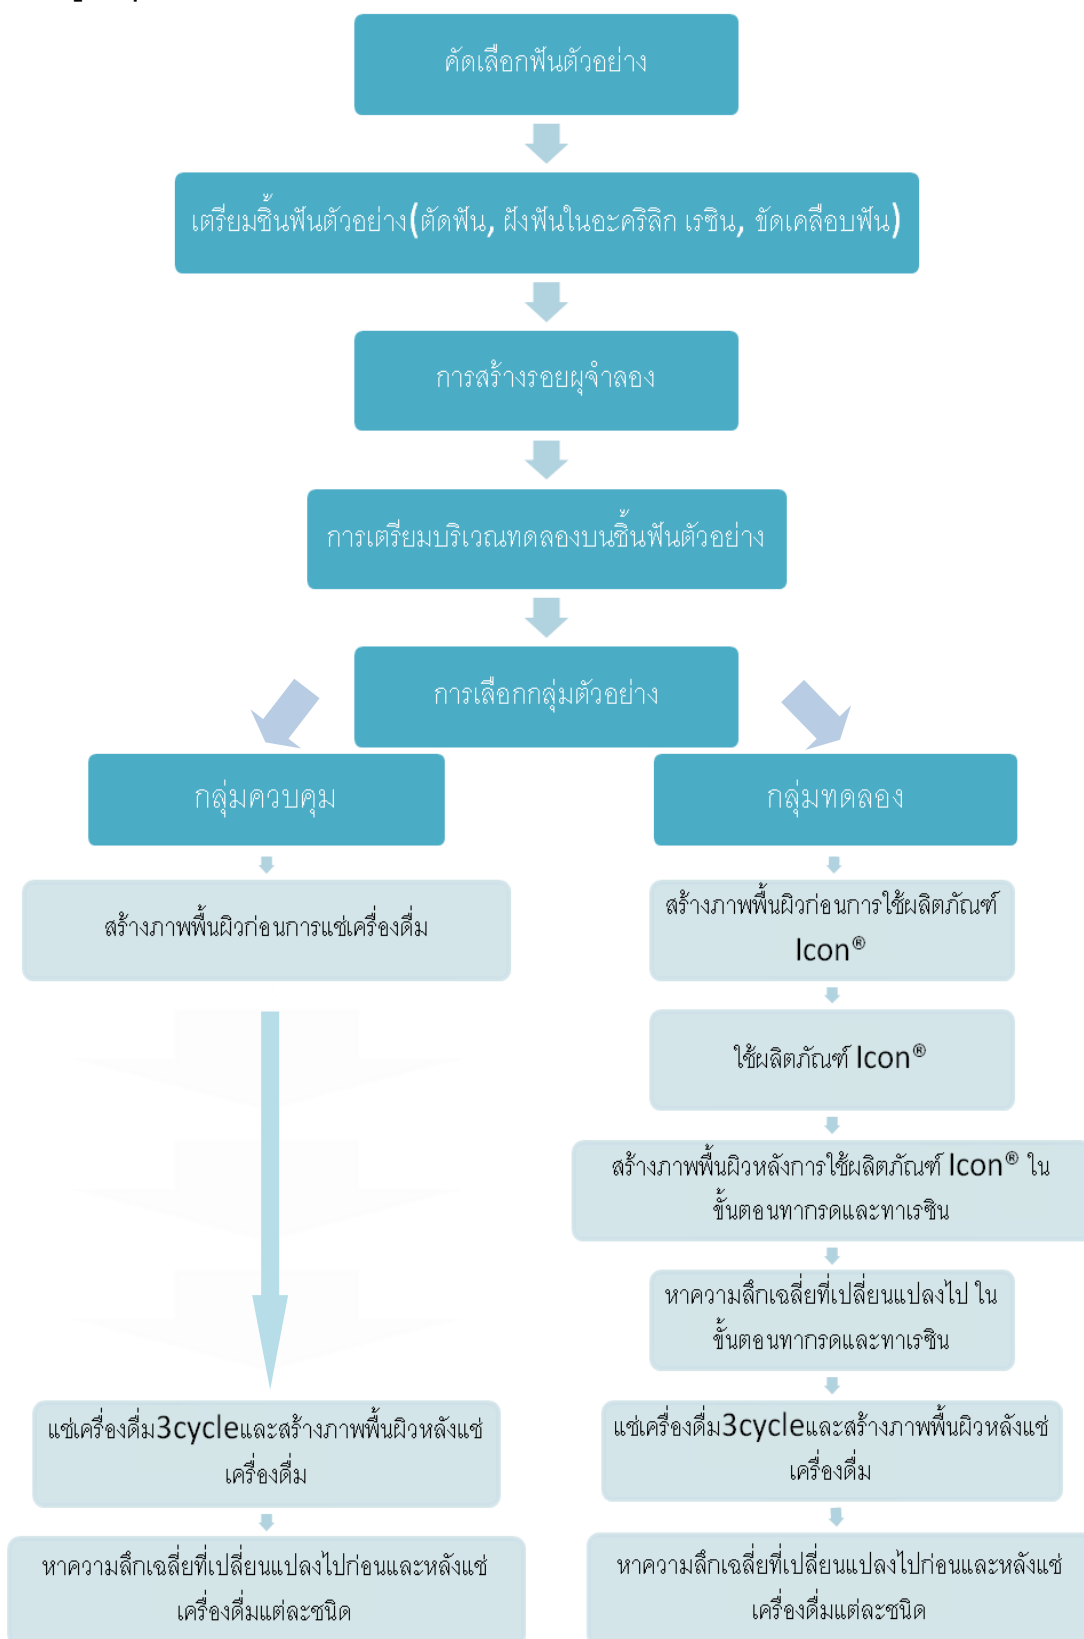 คัดเลือกฟันตัวอย่าง
เตรียมชิ้นฟันตัวอย่าง(ตัดฟัน, ฝังฟันในอะคริลิก เรซิน, ขัดเคลือบฟัน)
การสร้างรอยผุจำลอง
การเตรียมบริเวณทดลองบนชิ้นฟันตัวอย่าง
การเลือกกลุ่มตัวอย่าง
กลุ่มควบคุม
สร้างภาพพื้นผิวก่อนการแช่เครื่องดื่ม
แช่เครื่องดื่ม3cycleและสร้างภาพพื้นผิวหลังแช่
เครื่องดื่ม
หาความลึกเฉลี่ยที่เปลี่ยนแปลงไปก่อนและหลังแช่
เครื่องดื่มแต่ละชนิด
กลุ่มทดลอง
สร้างภาพพื้นผิวก่อนการใช้ผลิตภัณฑ์
Icon®
ใช้ผลิตภัณฑ์ Icon®
สร้างภาพพื้นผิวหลังการใช้ผลิตภัณฑ์ Icon® ใน
ขั้นตอนทากรดและทาเรซิน
หาความลึกเฉลี่ยที่เปลี่ยนแปลงไป ใน
ขั้นตอนทากรดและทาเรซิน
แช่เครื่องดื่ม3cycleและสร้างภาพพื้นผิวหลังแช่
เครื่องดื่ม
หาความลึกเฉลี่ยที่เปลี่ยนแปลงไปก่อนและหลังแช่
เครื่องดื่มแต่ละชนิด